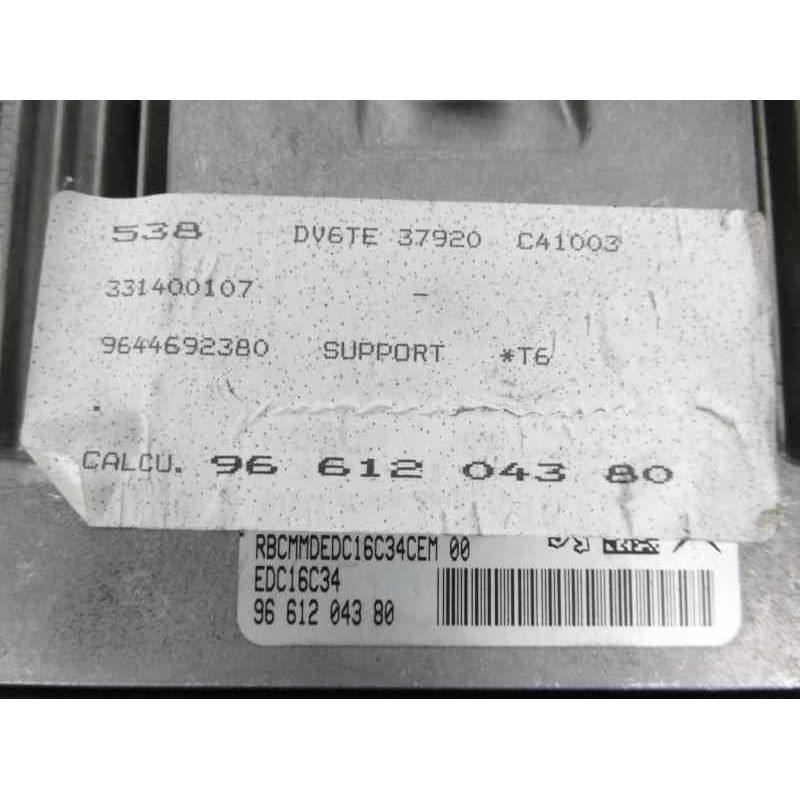 538 DV6TE 37920 C41003
331400107 -
9644692380 SUPPORT *T6
CALCU. 96 612 043 80
RBCMMDEDC16C34CEM 00
EDC16C34
96 612 043 80